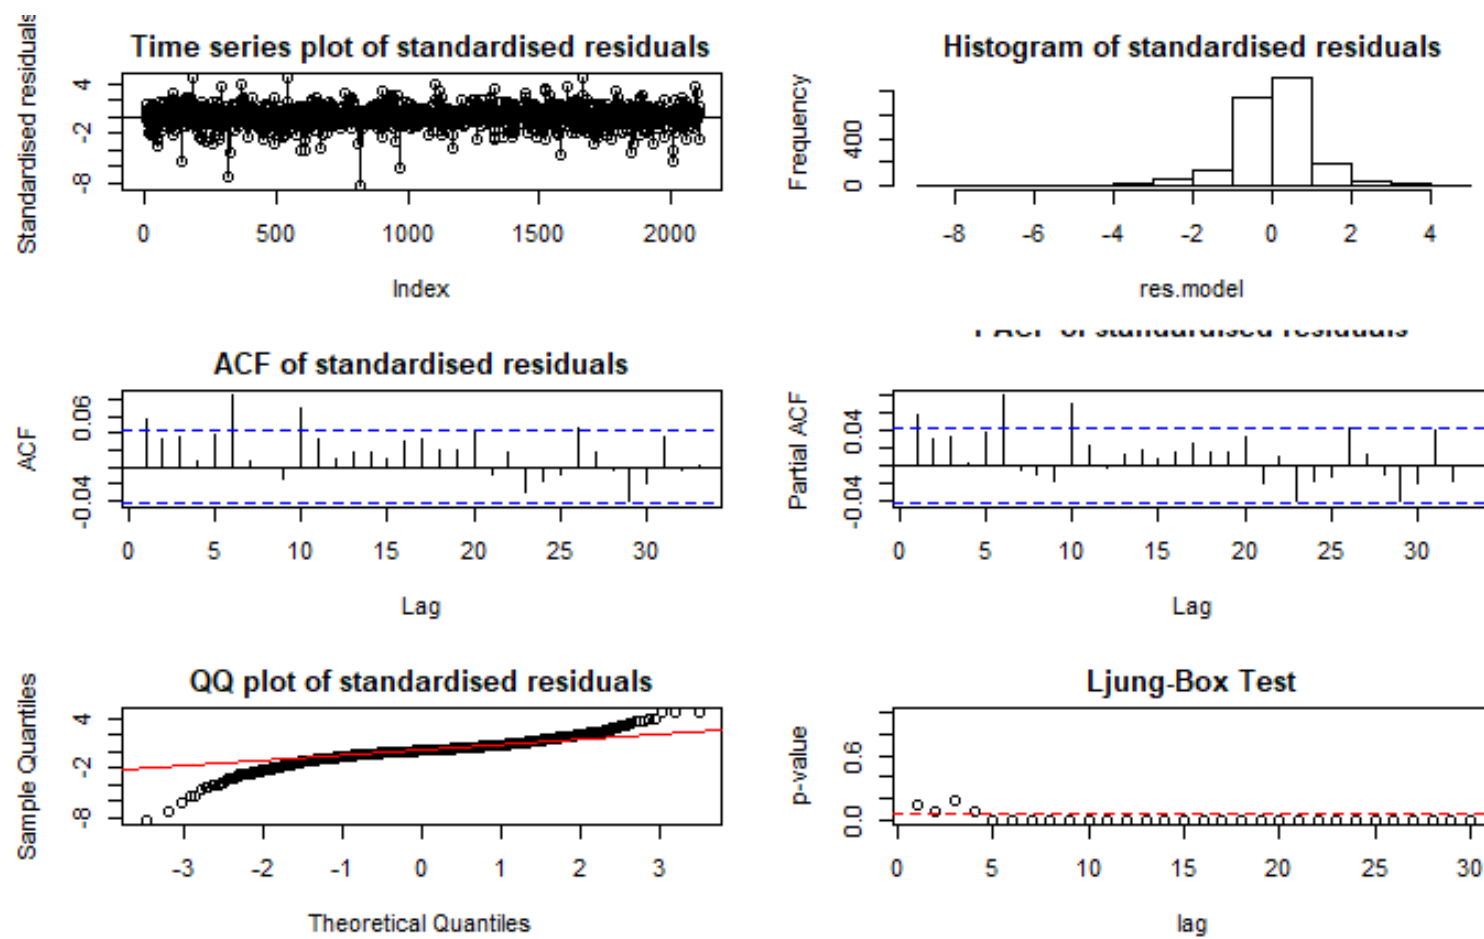 Time series plot of standardised residuals
Standardised residuals
4
-2
-8
0 500 1000 1500 2000
Index
Histogram of standardised residuals
Frequency
400
0
-8 -6 -4 -2 0 2 4
res.model
ACF of standardised residuals
ACF
0.06
-0.04
0 5 10 15 20 25 30
Lag
PACF of standardised residuals
Partial ACF
0.04
-0.04
0 5 10 15 20 25 30
Lag
QQ plot of standardised residuals
Sample Quantiles
4
-2
-8
-3 -2 -1 0 1 2 3
Theoretical Quantiles
Ljung-Box Test
p-value
0.6
0.0
0 5 10 15 20 25 30
lag